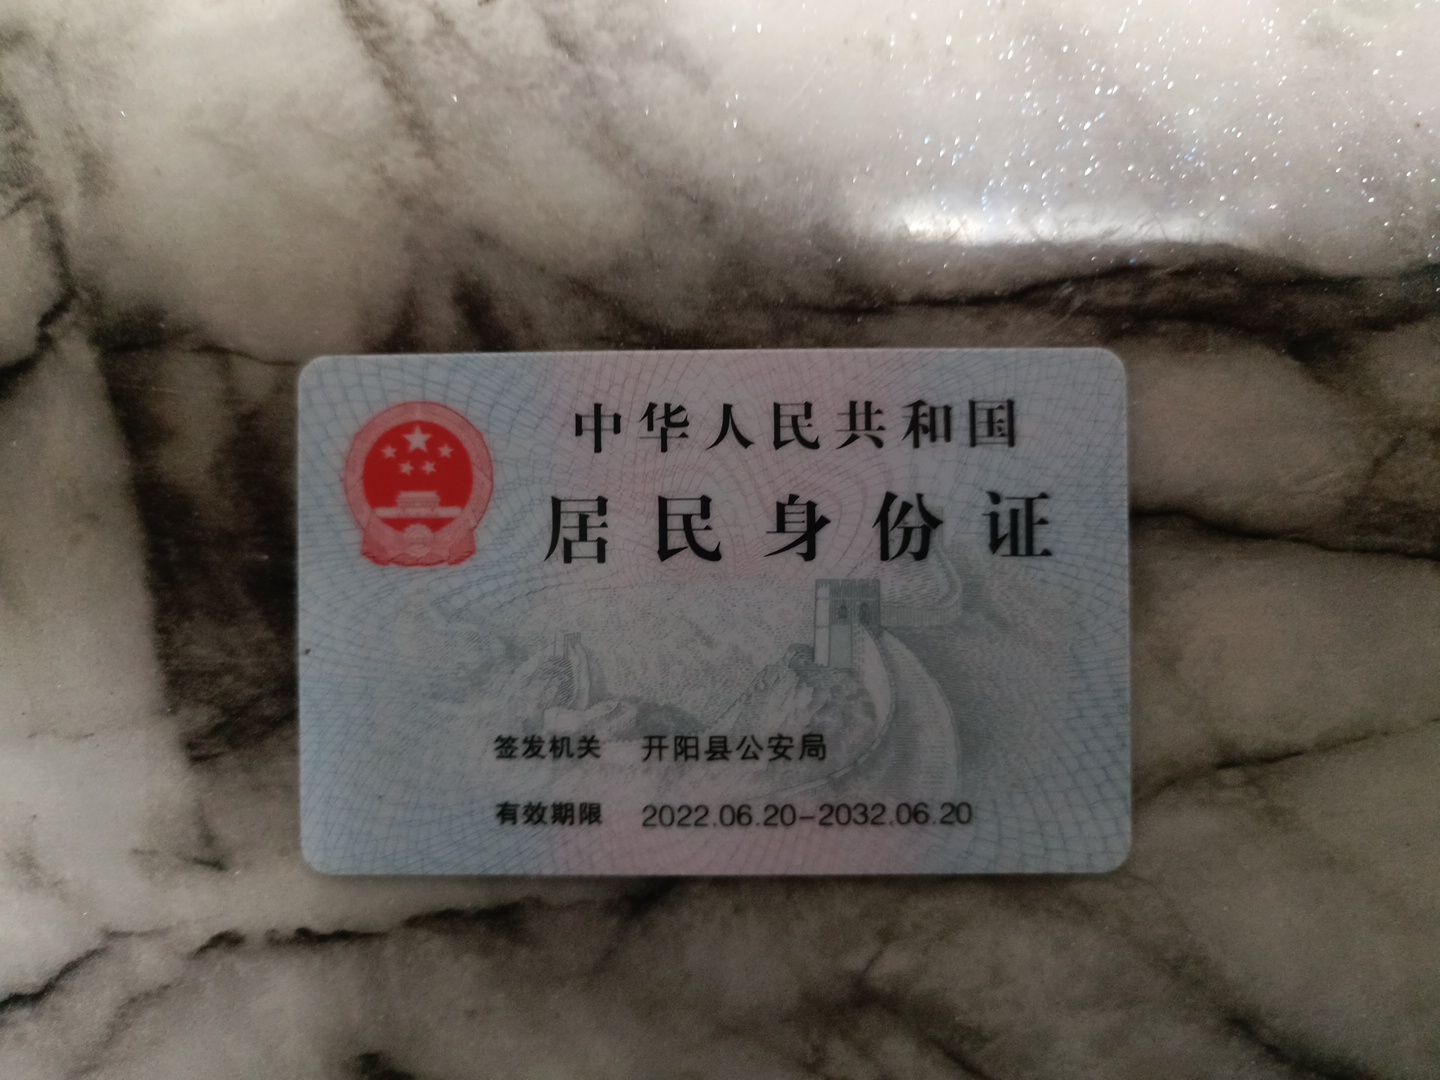 中华人民共和国
居民身份证
签发机关 开阳县公安局
有效期限 2022.06.20-2032.06.20